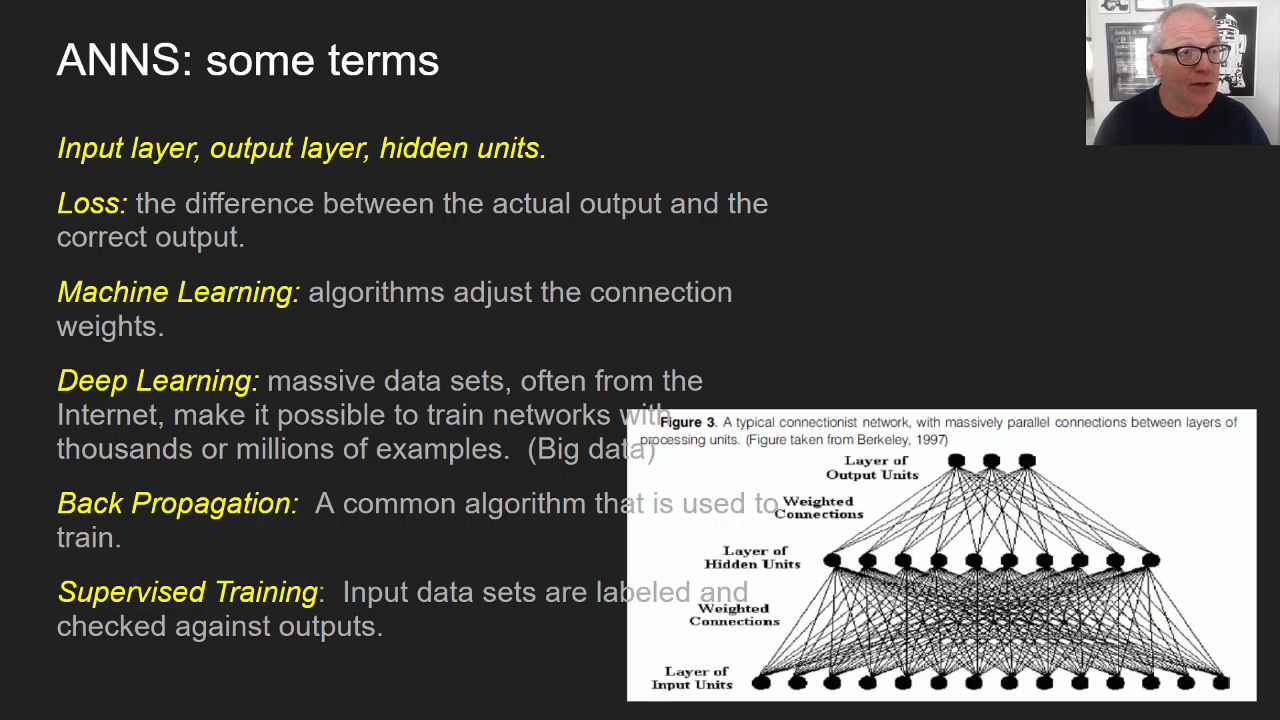 ANNS: some terms
Input layer, output layer, hidden units.
Loss: the difference between the actual output and the
correct output.
Machine Learning: algorithms adjust the connection
weights.
Deep Learning: massive data sets, often from the
Internet, make it possible to train networks with
thousands or millions of examples.  (Big data)
Back Propagation:  A common algorithm that is used to
train.
Supervised Training:  Input data sets are labeled and
checked against outputs.
Figure 3. A typical connectionist network, with massively parallel connections between layers of
processing units. (Figure taken from Berkeley, 1997)
Layer of
Output Units
Weighted
Connections
Layer of
Hidden Units
Weighted
Connections
Layer of
Input Units